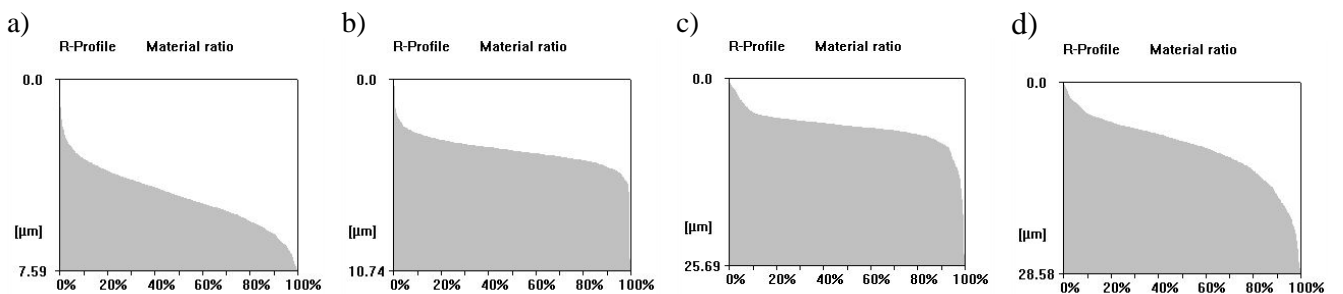 a)
R-Profile Material ratio
0.0
[µm]
7.59
0% 20% 40% 60% 80% 100%
b)
R-Profile Material ratio
0.0
[µm]
10.74
0% 20% 40% 60% 80% 100%
c)
R-Profile Material ratio
0.0
[µm]
25.69
0% 20% 40% 60% 80% 100%
d)
R-Profile Material ratio
0.0
[µm]
28.58
0% 20% 40% 60% 80% 100%